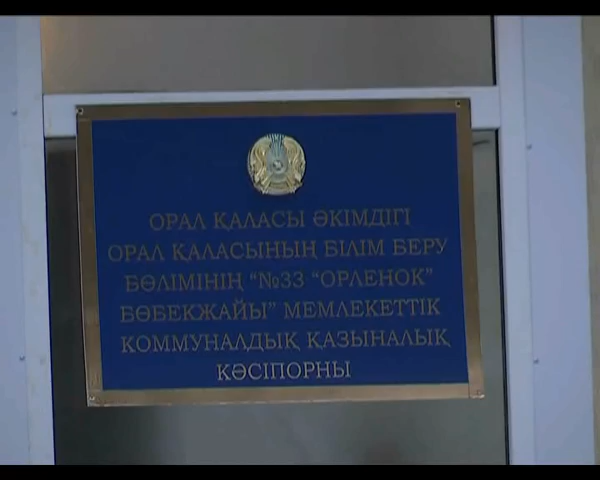 ОРАЛ ҚАЛАСЫ ӘКІМДІГІ
ОРАЛ ҚАЛАСЫНЫҢ БІЛІМ БЕРУ
БӨЛІМІНІҢ “№33 “ОРЛЕНОК”
БӨБЕКЖАЙЫ” МЕМЛЕКЕТТІК
КОММУНАЛДЫҚ ҚАЗЫНАЛЫҚ
КӘСІПОРНЫ